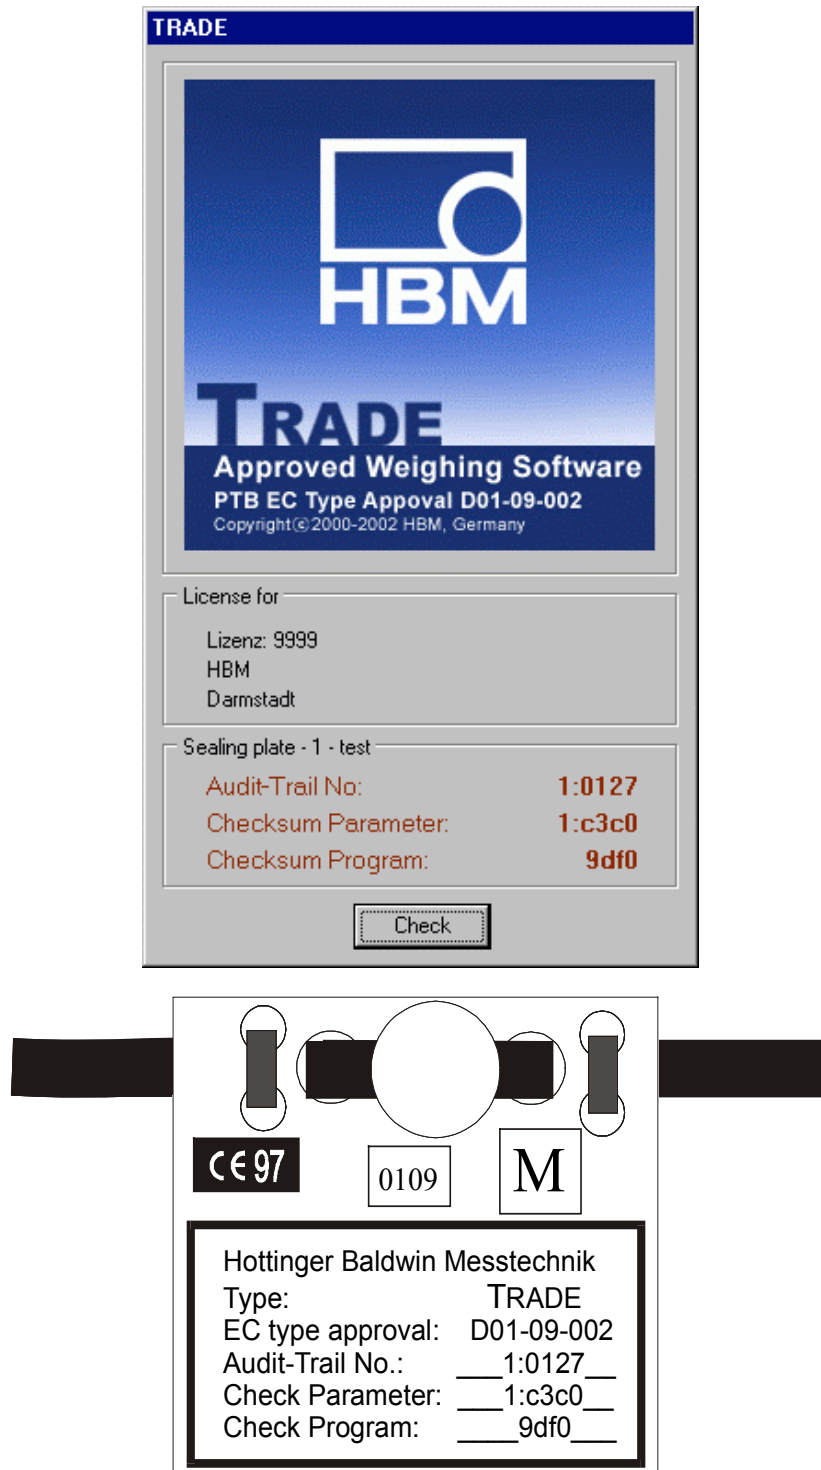 TRADE
HBM
TRADE
Approved Weighing Software
PTB EC Type Appoval D01-09-002
Copyright©2000-2002 HBM, Germany
License for
Lizenz: 9999
HBM
Darmstadt
Sealing plate - 1 - test
Audit-Trail No: 1:0127
Checksum Parameter: 1:c3c0
Checksum Program: 9df0
Check
CE 97 0109 M
Hottinger Baldwin Messtechnik
Type: TRADE
EC type approval: D01-09-002
Audit-Trail No.: ___1:0127__
Check Parameter: ___1:c3c0__
Check Program: ____9df0___